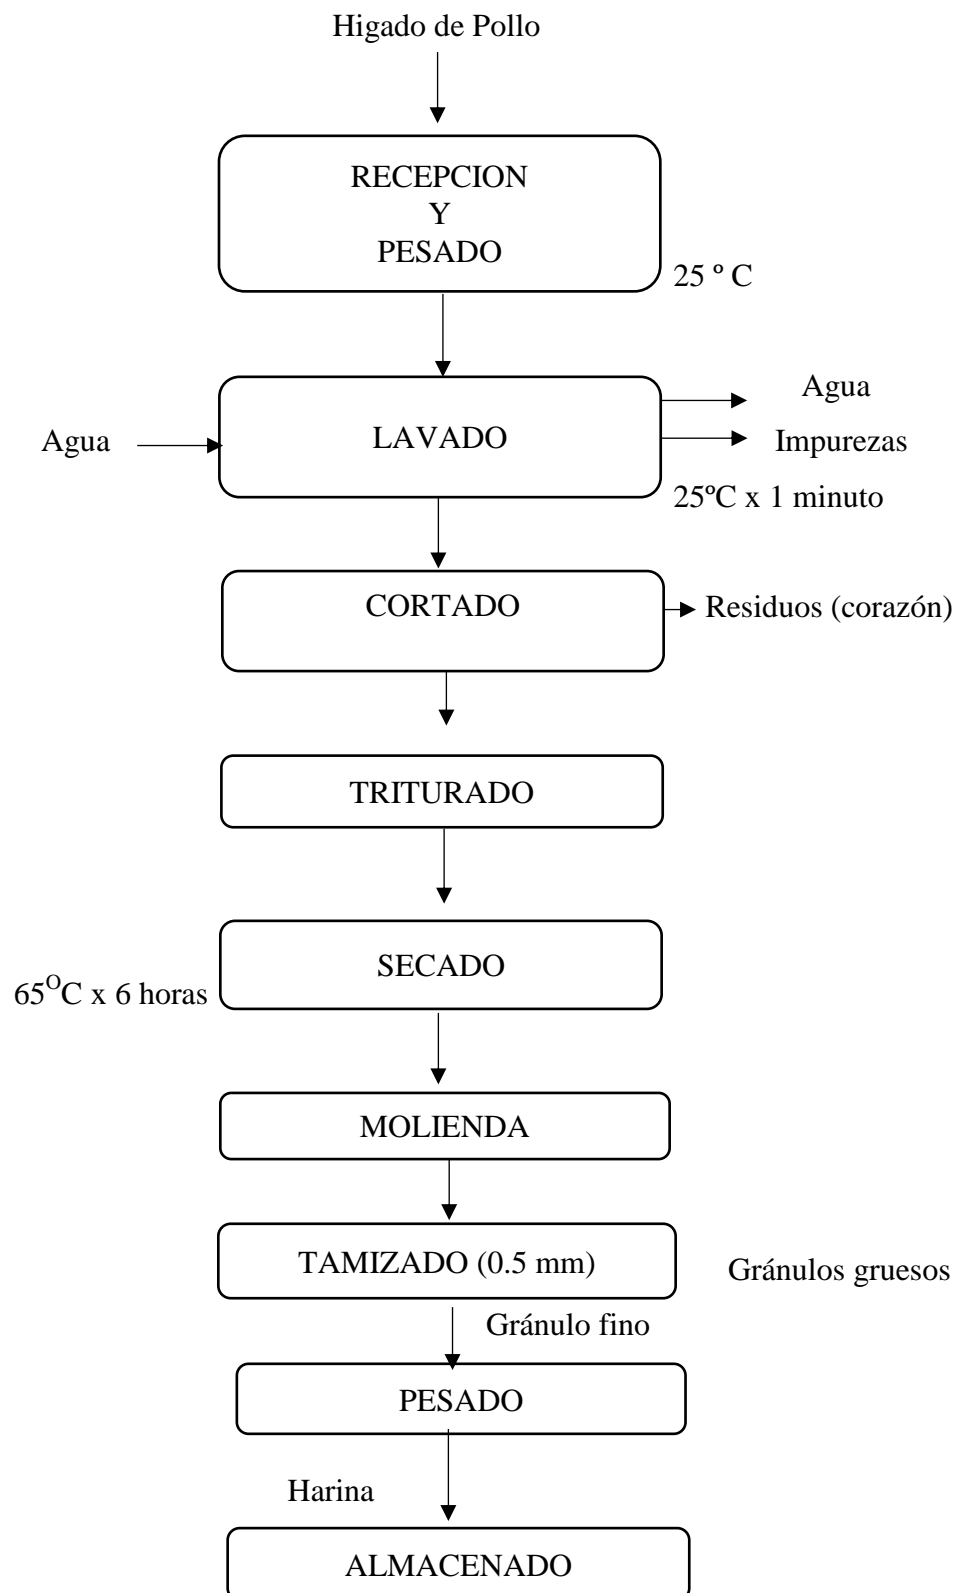 Higado de Pollo
RECEPCION
Y
PESADO
25 º C
Agua
LAVADO
Agua
Impurezas
25ºC x 1 minuto
CORTADO
Residuos (corazón)
TRITURADO
SECADO
65ᴼC x 6 horas
MOLIENDA
TAMIZADO (0.5 mm)
Gránulos gruesos
Gránulo fino
PESADO
Harina
ALMACENADO